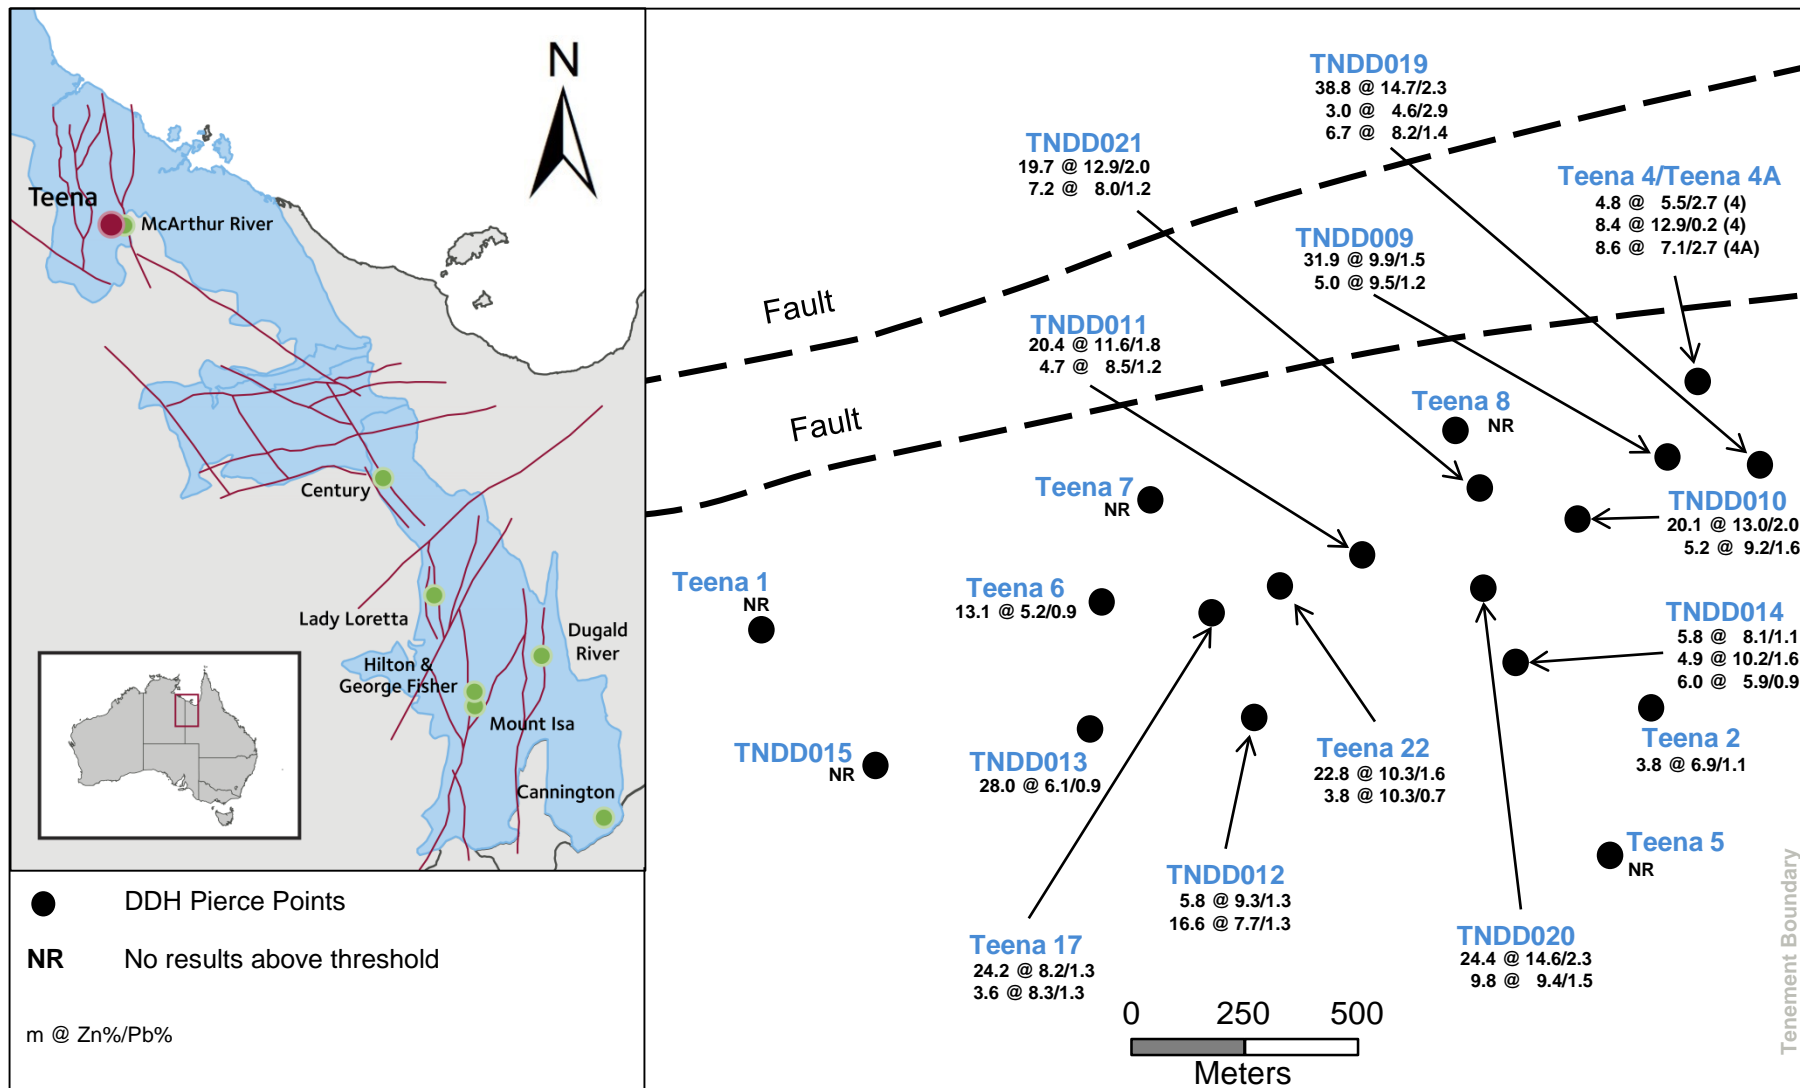 N
Teena
McArthur River
Century
Lady Loretta
Dugald
River
Hilton &
George Fisher
Mount Isa
Cannington
DDH Pierce Points
NR No results above threshold
m @ Zn%/Pb%
TNDD019
38.8 @ 14.7/2.3
3.0 @ 4.6/2.9
6.7 @ 8.2/1.4
TNDD021
19.7 @ 12.9/2.0
7.2 @ 8.0/1.2
Teena 4/Teena 4A
4.8 @ 5.5/2.7 (4)
8.4 @ 12.9/0.2 (4)
8.6 @ 7.1/2.7 (4A)
TNDD009
31.9 @ 9.9/1.5
5.0 @ 9.5/1.2
Fault
TNDD011
20.4 @ 11.6/1.8
4.7 @ 8.5/1.2
Fault
Teena 8
NR
Teena 7
NR
TNDD010
20.1 @ 13.0/2.0
5.2 @ 9.2/1.6
Teena 1
NR
Teena 6
13.1 @ 5.2/0.9
TNDD014
5.8 @ 8.1/1.1
4.9 @ 10.2/1.6
6.0 @ 5.9/0.9
Teena 2
3.8 @ 6.9/1.1
TNDD015
NR
TNDD013
28.0 @ 6.1/0.9
Teena 22
22.8 @ 10.3/1.6
3.8 @ 10.3/0.7
Teena 5
NR
TNDD012
5.8 @ 9.3/1.3
16.6 @ 7.7/1.3
Teena 17
24.2 @ 8.2/1.3
3.6 @ 8.3/1.3
TNDD020
24.4 @ 14.6/2.3
9.8 @ 9.4/1.5
0 250 500
Meters
Tenement Boundary